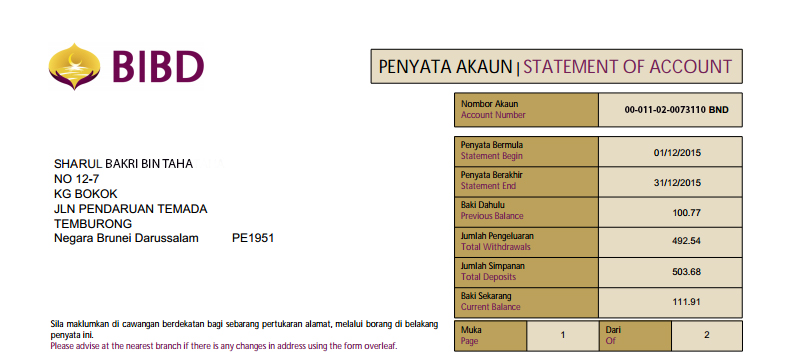 BIBD
PENYATA AKAUN | STATEMENT OF ACCOUNT
Nombor Akaun
Account Number
00-011-02-0073110 BND
SHARUL BAKRI BIN TAHA
NO 12-7
KG BOKOK
JLN PENDARUAN TEMADA
TEMBURONG
Negara Brunei Darussalam PE1951
Penyata Bermula
Statement Begin
01/12/2015
Penyata Berakhir
Statement End
31/12/2015
Baki Dahulu
Previous Balance
100.77
Jumlah Pengeluaran
Total Withdrawals
492.54
Jumlah Simpanan
Total Deposits
503.68
Baki Sekarang
Current Balance
111.91
Sila maklumkan di cawangan berdekatan bagi sebarang pertukaran alamat, melalui borang di belakang
penyata ini.
Please advise at the nearest branch if there is any changes in address using the form overleaf.
Muka
Page
1
Dari
Of
2